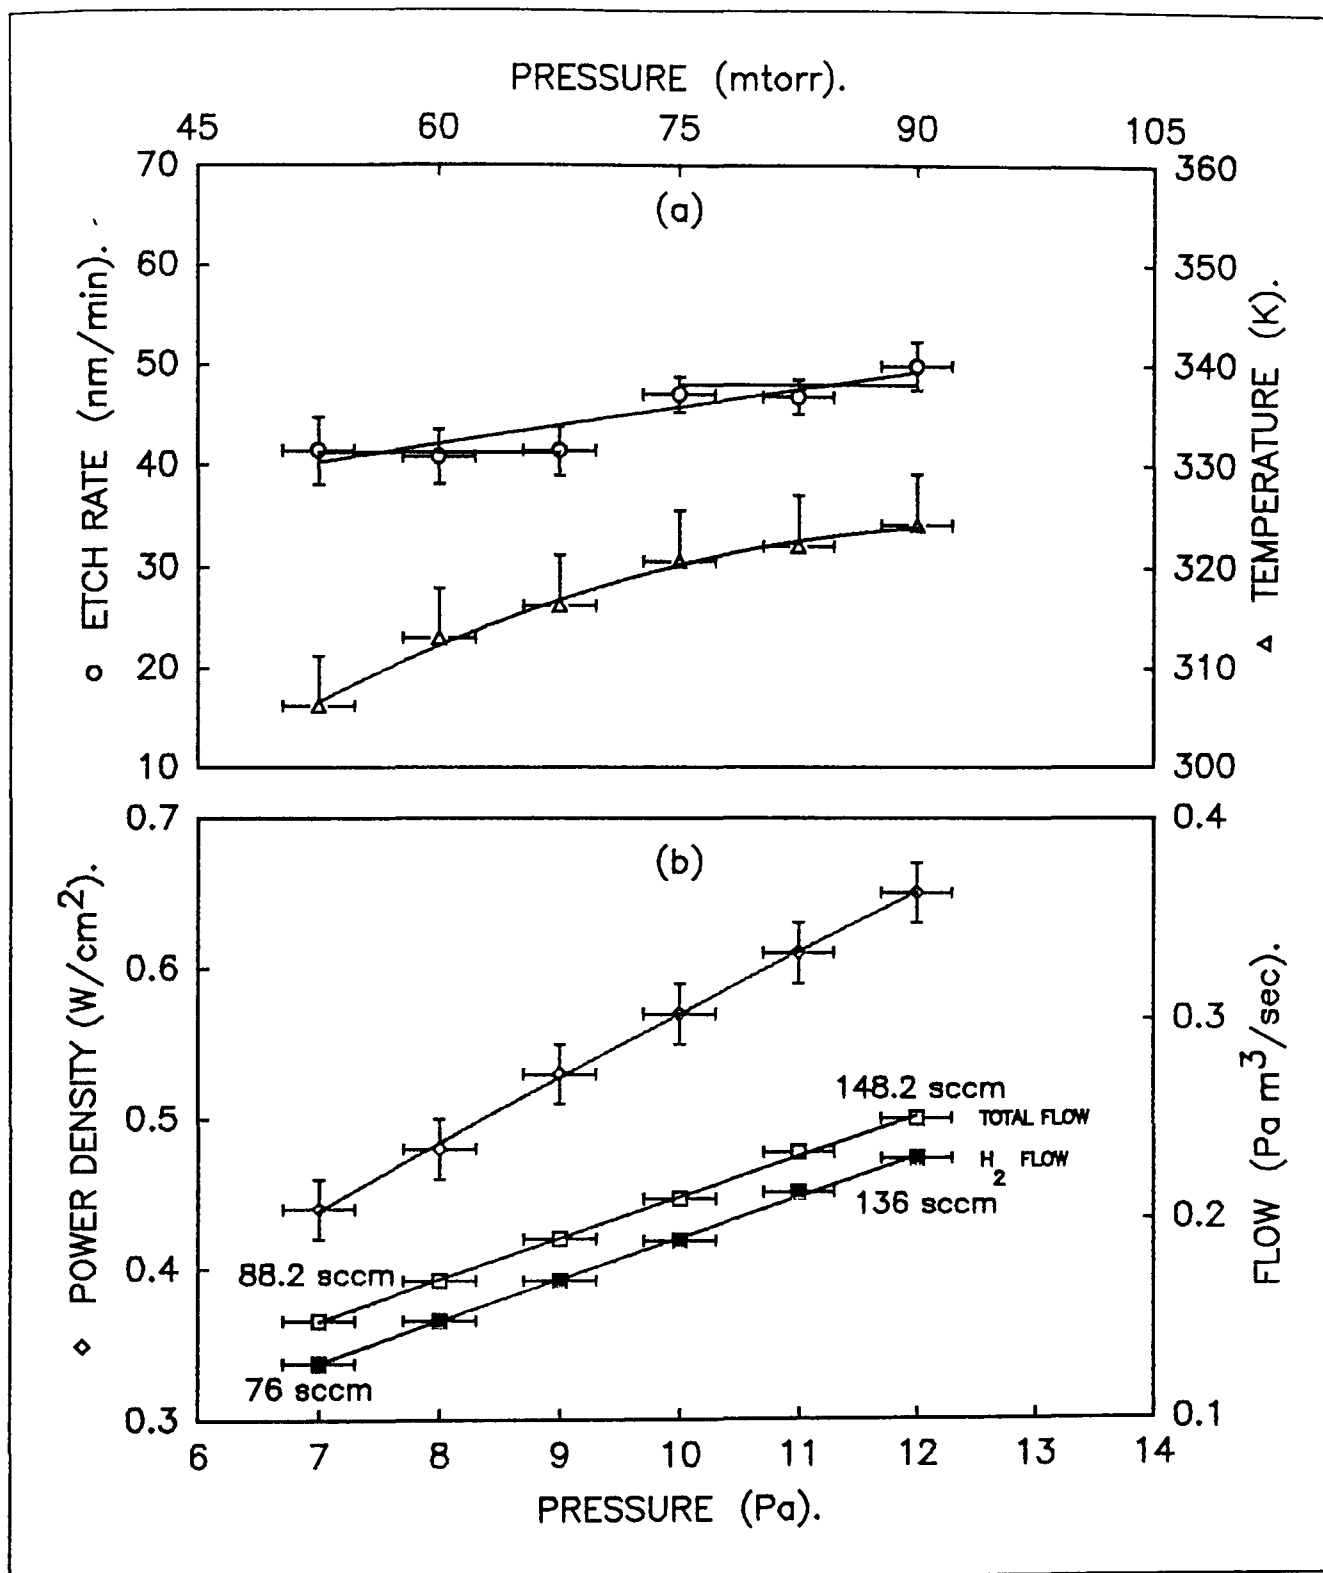 PRESSURE (mtorr).
45 60 75 90 105
(a)
70 60 50 40 30 20 10
o ETCH RATE (nm/min).
360 350 340 330 320 310 300
△ TEMPERATURE (K).
(b)
0.7 0.6 0.5 0.4 0.3
◇ POWER DENSITY (W/cm²).
0.4 0.3 0.2 0.1
FLOW (Pa m³/sec).
148.2 sccm
TOTAL FLOW
H₂ FLOW
136 sccm
88.2 sccm
76 sccm
6 7 8 9 10 11 12 13 14
PRESSURE (Pa).